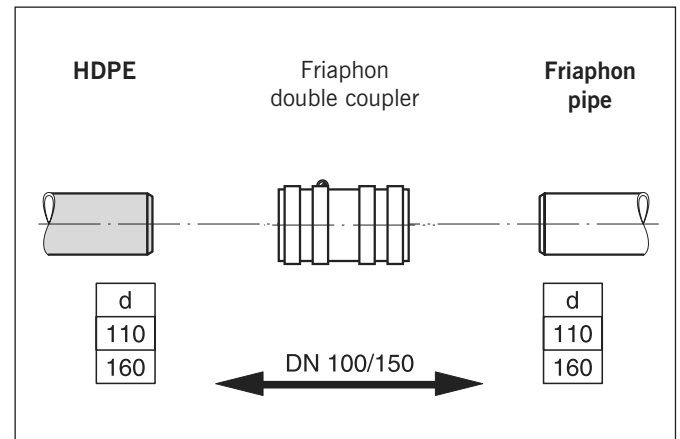 HDPE
Friaphon
double coupler
Friaphon
pipe
d
110
160
DN 100/150
d
110
160